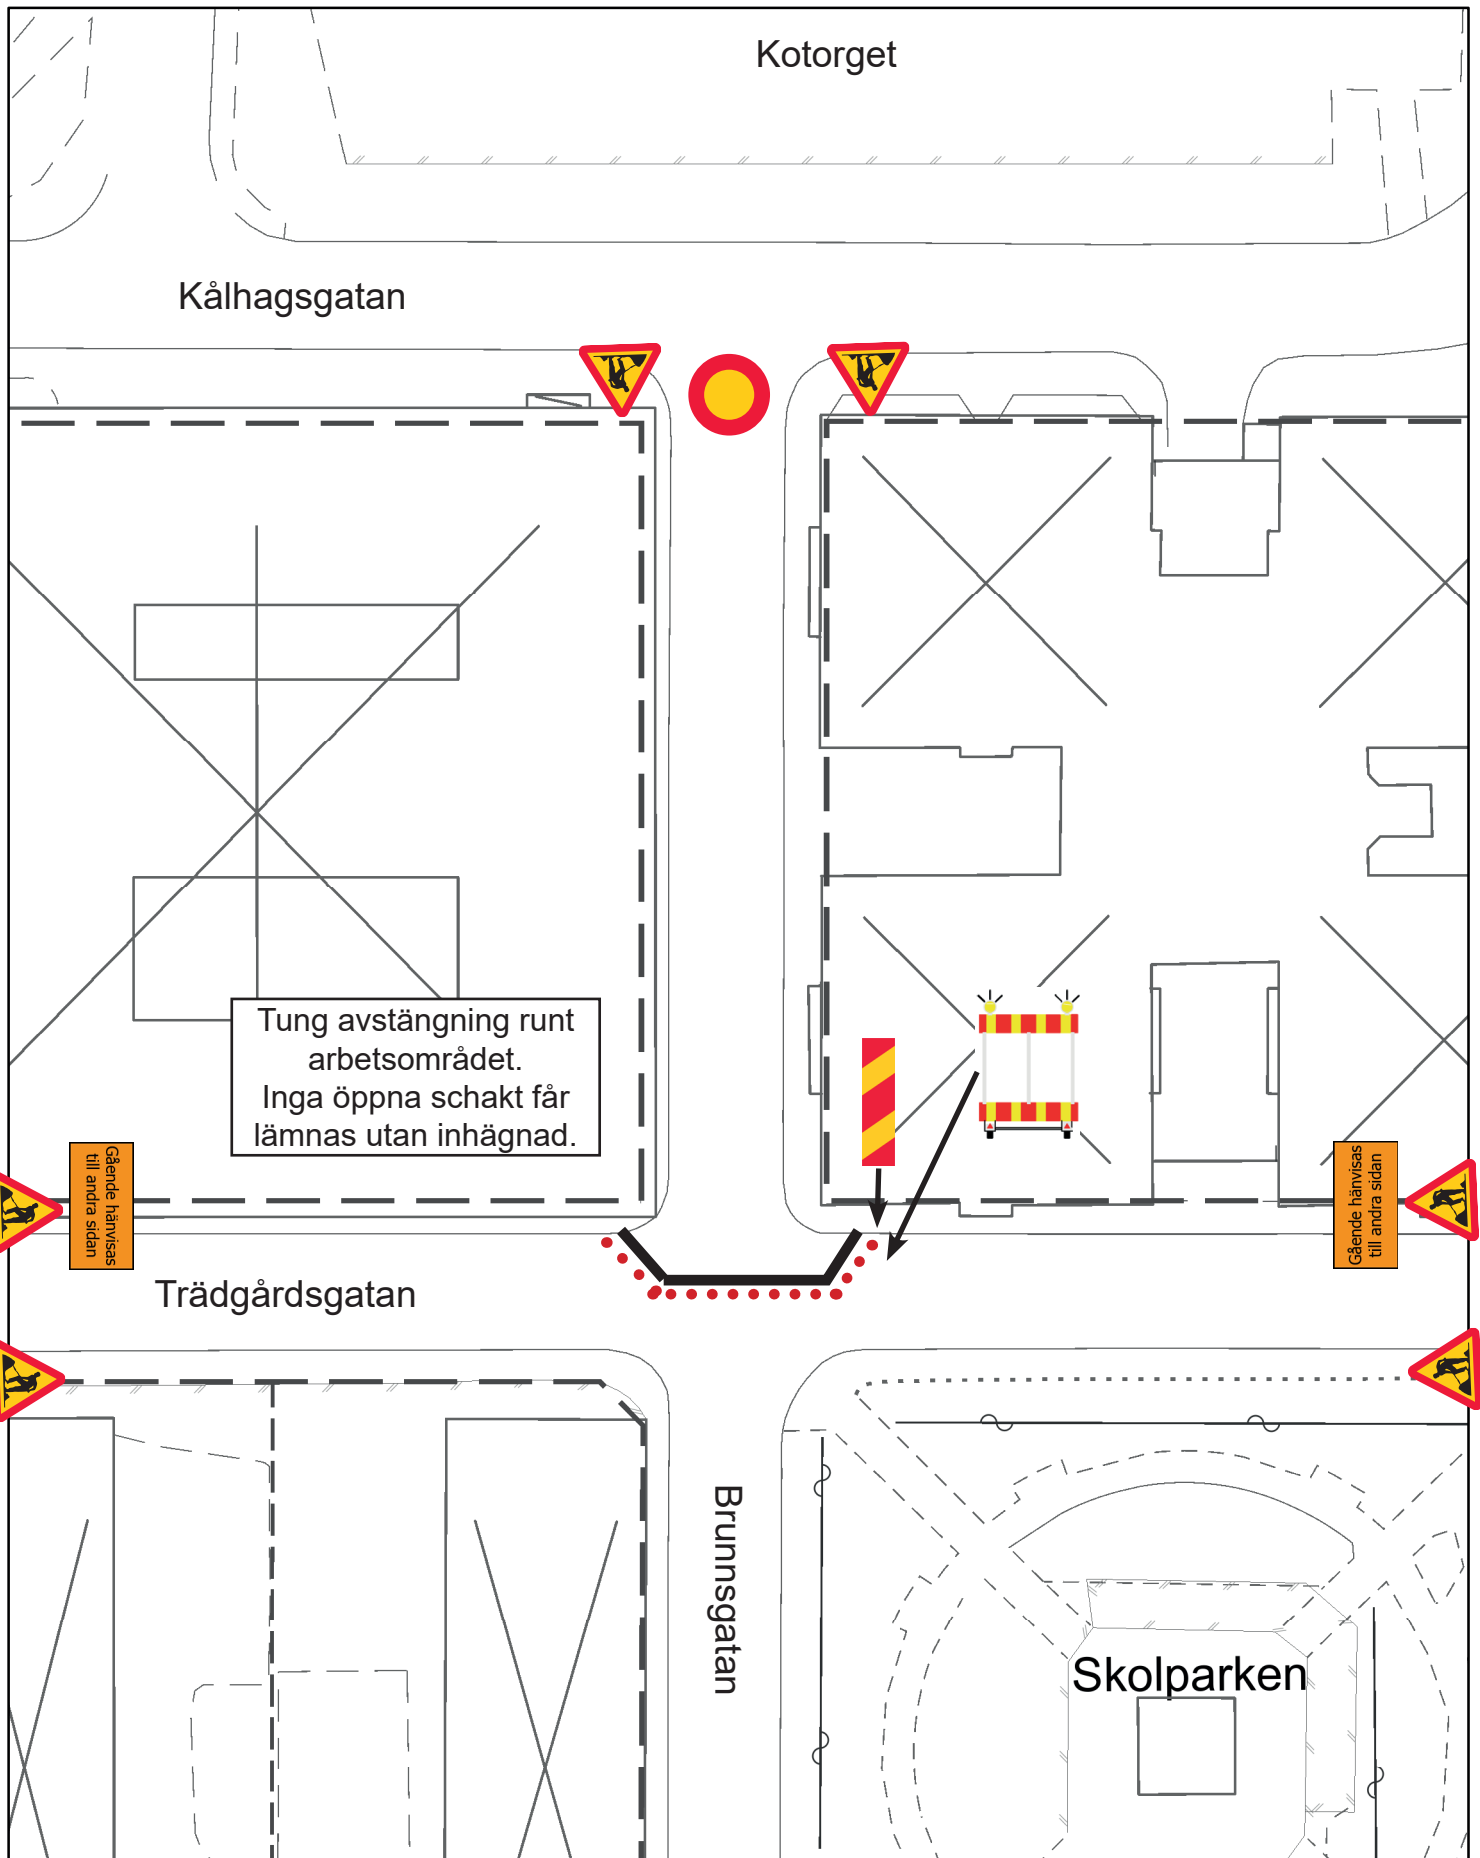 Kotorget
Kålhagsgatan
Tung avstängning runt
arbetsområdet.
Inga öppna schakt får
lämnas utan inhägnad.
Gående hänvisas
till andra sidan
Gående hänvisas
till andra sidan
Trädgårdsgatan
Brunnsgatan
Skolparken